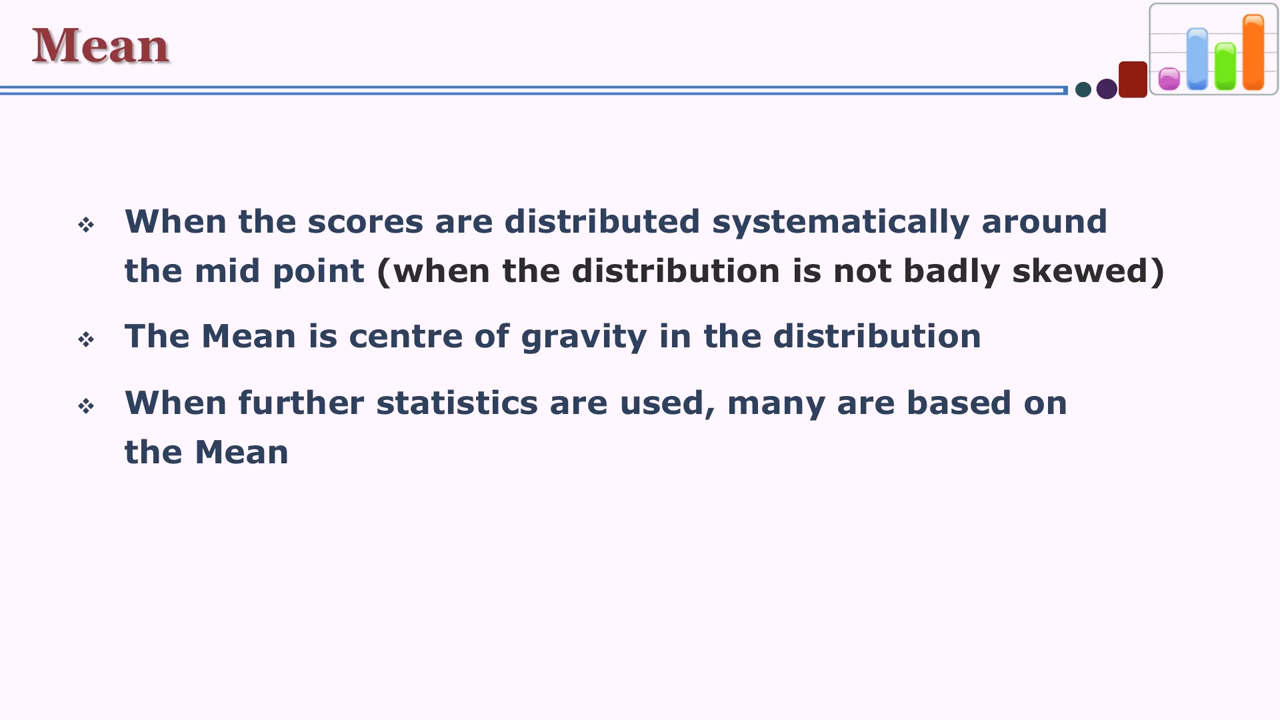 Mean
❖ When the scores are distributed systematically around
the mid point (when the distribution is not badly skewed)
❖ The Mean is centre of gravity in the distribution
❖ When further statistics are used, many are based on
the Mean